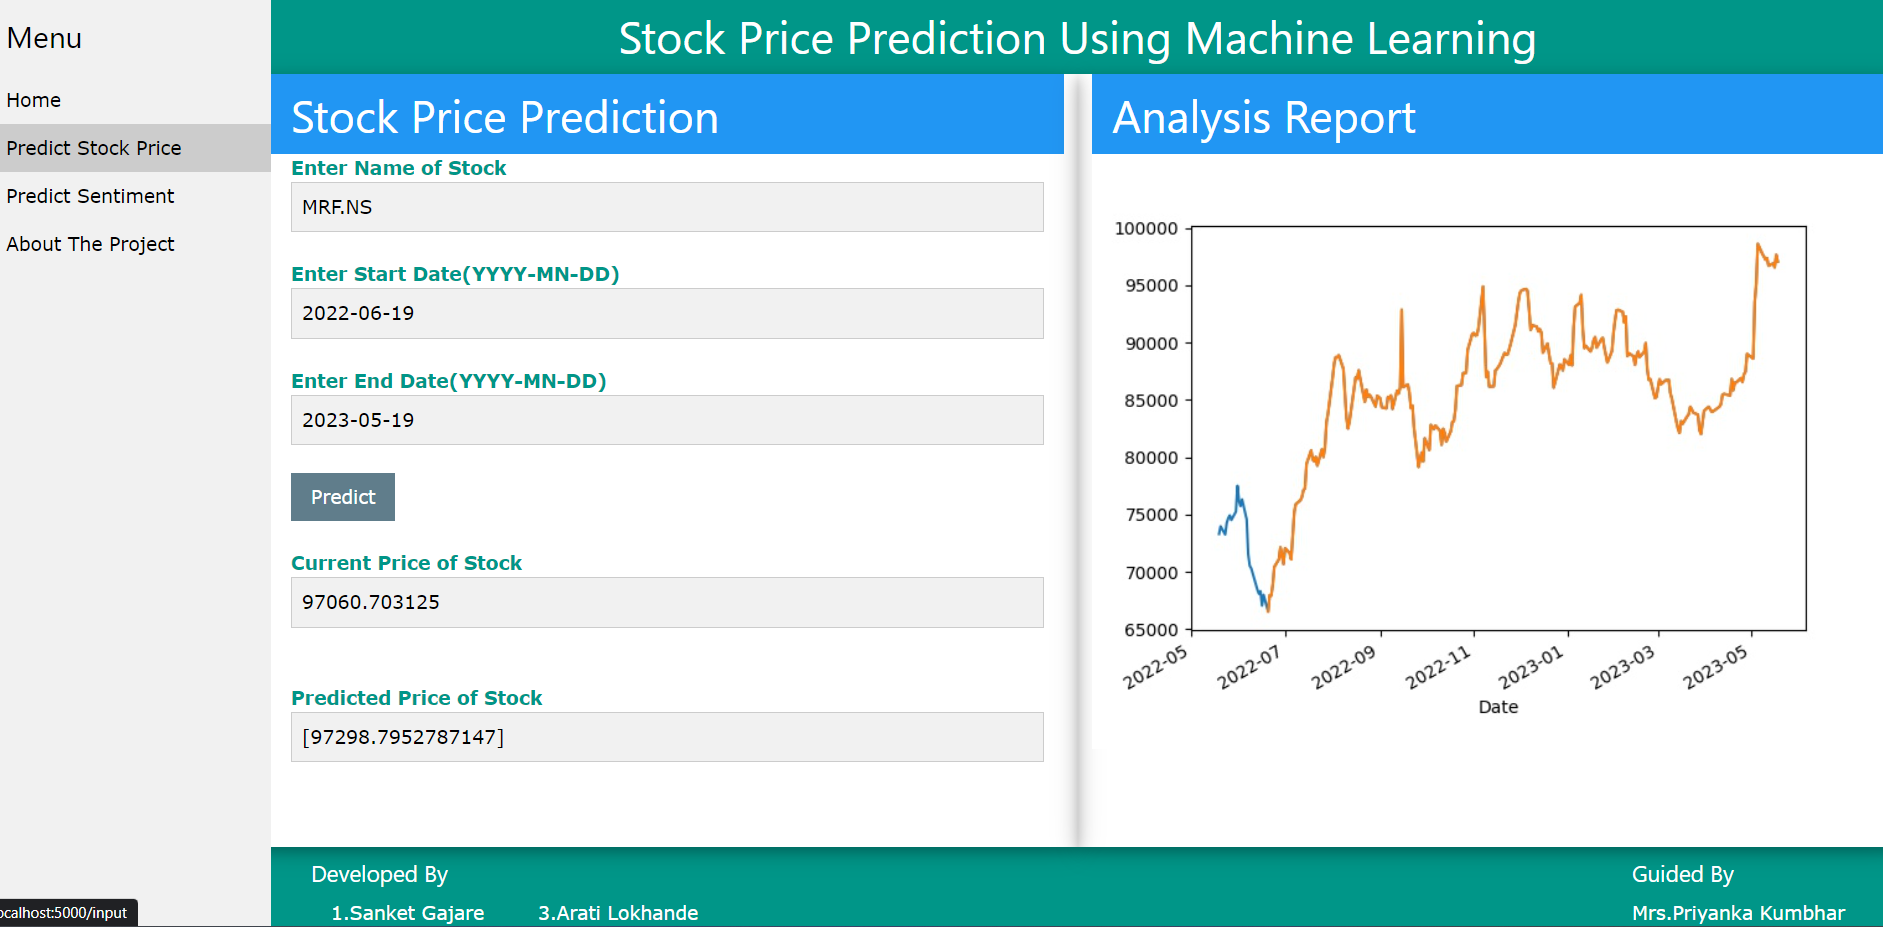 Menu
Home
Predict Stock Price
Predict Sentiment
About The Project
Stock Price Prediction Using Machine Learning
Stock Price Prediction
Enter Name of Stock
MRF.NS
Enter Start Date(YYYY-MN-DD)
2022-06-19
Enter End Date(YYYY-MN-DD)
2023-05-19
Predict
Current Price of Stock
97060.703125
Predicted Price of Stock
[97298.7952787147]
Analysis Report
100000
95000
90000
85000
80000
75000
70000
65000
2022-05 2022-07 2022-09 2022-11 2023-01 2023-03 2023-05
Date
Developed By
1.Sanket Gajare 3.Arati Lokhande
Guided By
Mrs.Priyanka Kumbhar
ocalhost:5000/input